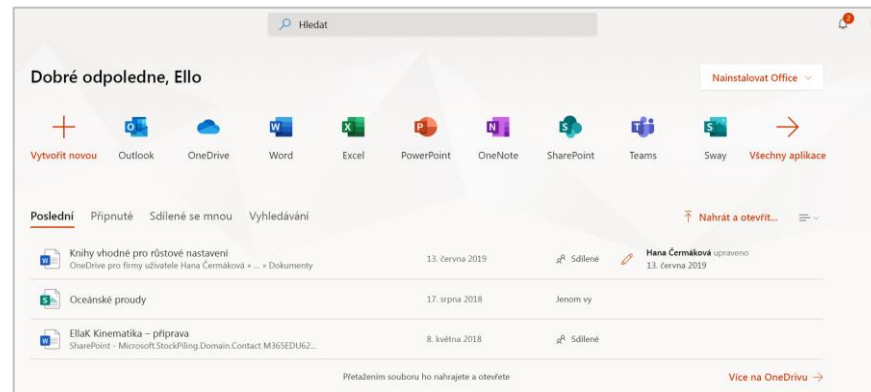 Hledat
2
Dobré odpoledne, Ello
Nainstalovat Office
Vytvořit novou
Outlook
OneDrive
Word
Excel
PowerPoint
OneNote
SharePoint
Teams
Sway
Všechny aplikace
Poslední Připnuté Sdílené se mnou Vyhledávání
Nahrát a otevřít...
Knihy vhodné pro růstové nastavení
OneDrive pro firmy uživatele Hana Čermáková » ... » Dokumenty
13. června 2019
Sdílené
Hana Čermáková upraveno
13. června 2019
Oceánské proudy
17. srpna 2018
Jenom vy
EllaK Kinematika – příprava
SharePoint - Microsoft.StockPiling.Domain.Contact M365EDU62...
8. května 2018
Sdílené
Přetažením souboru ho nahrajete a otevřete
Více na OneDrivu